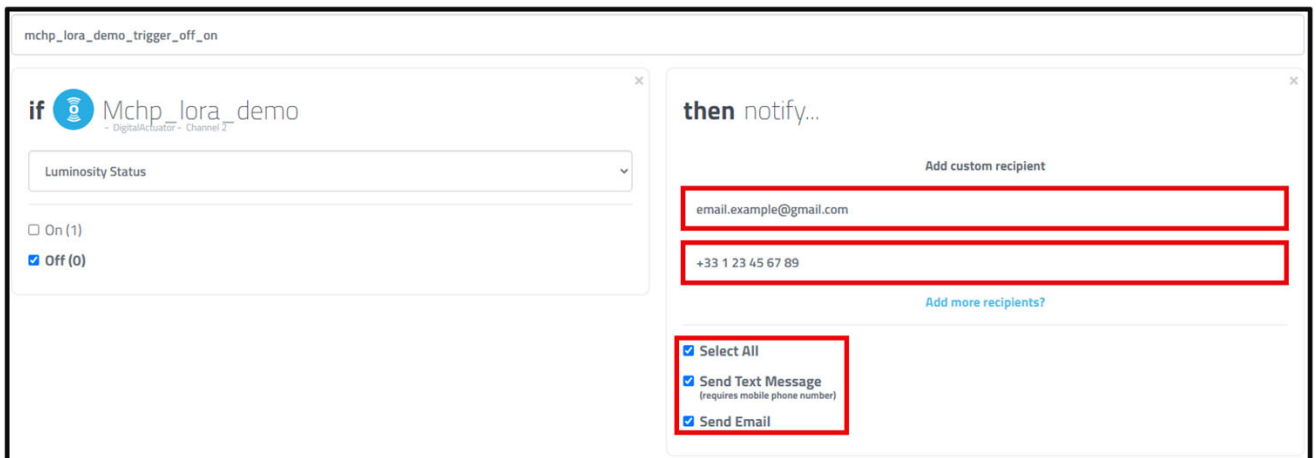 mchp_lora_demo_trigger_off_on
if Mchp_lora_demo
- DigitalActuator - Channel 2
Luminosity Status
On (1)
Off (0)
then notify...
Add custom recipient
email.example@gmail.com
+33 1 23 45 67 89
Add more recipients?
Select All
Send Text Message
(requires mobile phone number)
Send Email